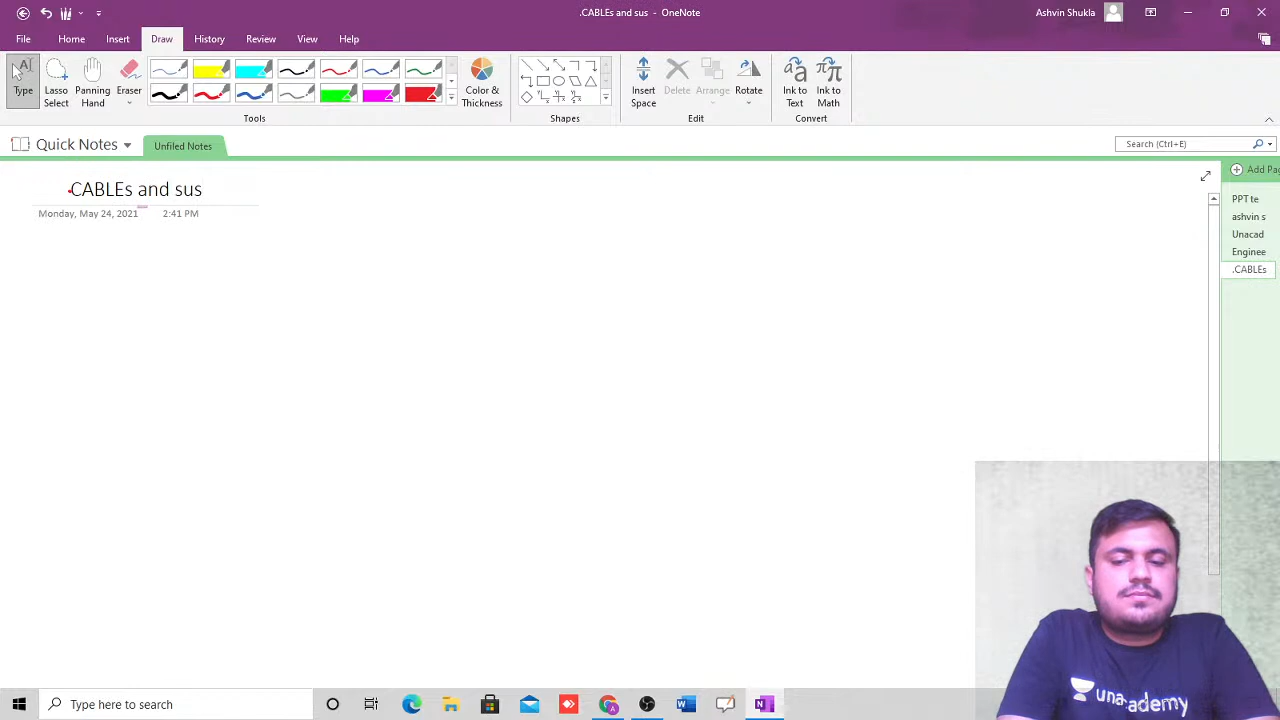 .CABLEs and sus - OneNote
Ashvin Shukla
File Home Insert Draw History Review View Help
Type
Lasso Select
Panning Hand
Eraser
Color & Thickness
Insert Space
Delete
Arrange
Rotate
Ink to Text
Ink to Math
Tools
Shapes
Edit
Convert
Quick Notes
Unfiled Notes
Search (Ctrl+E)
Add Pag
.CABLEs and sus
Monday, May 24, 2021 2:41 PM
PPT te
ashvin s
Unacad
Enginee
.CABLEs
unacademy
Type here to search